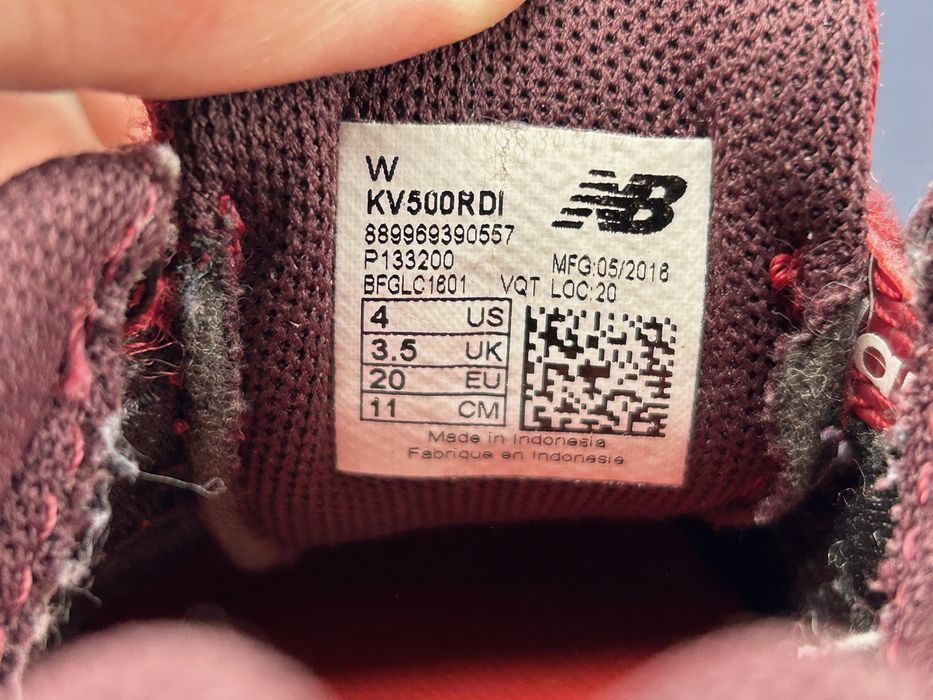 W
KV500RDI
NB
889969390557
P133200
MFG:05/2018
BFGLC1801 VQT LOC:20
4 US
3.5 UK
20 EU
11 CM
Made in Indonesia
Fabrique en Indonesie